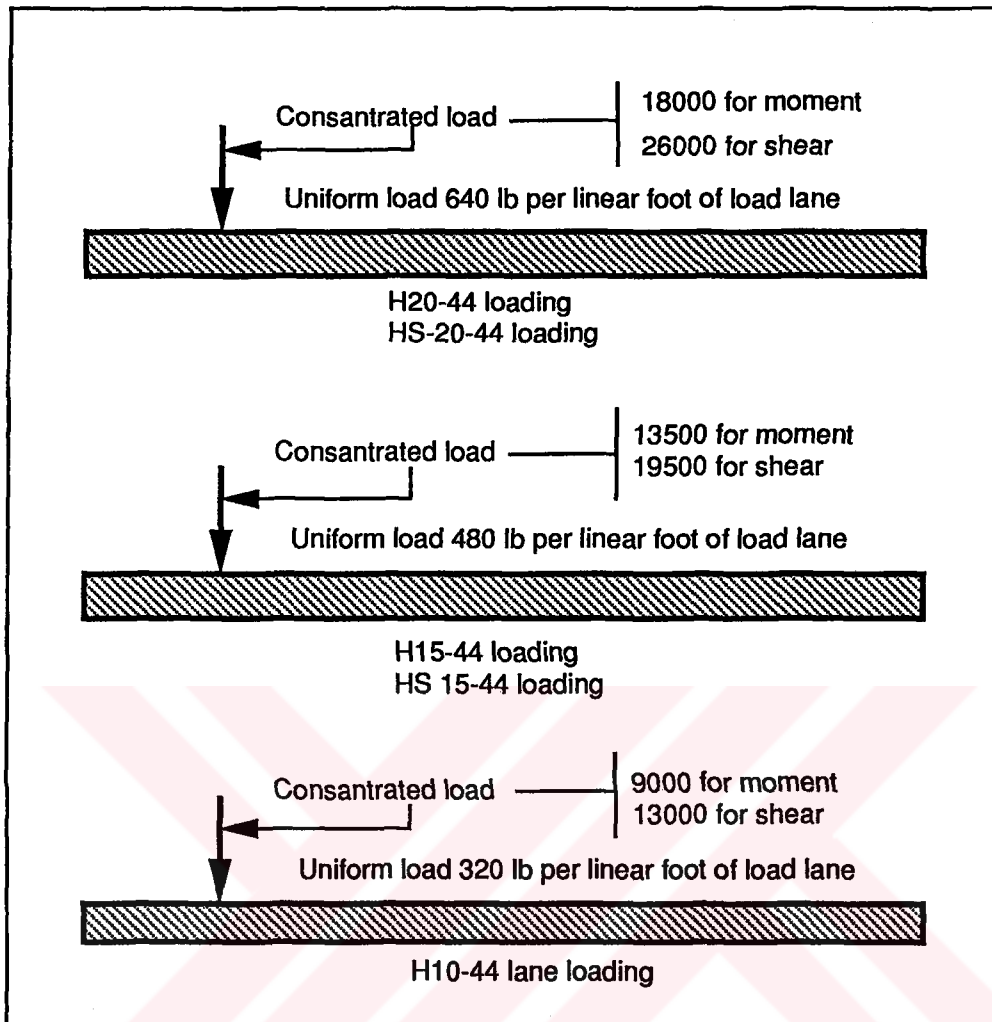 Consantrated load
18000 for moment
26000 for shear
Uniform load 640 lb per linear foot of load lane
H20-44 loading
HS-20-44 loading
Consantrated load
13500 for moment
19500 for shear
Uniform load 480 lb per linear foot of load lane
H15-44 loading
HS 15-44 loading
Consantrated load
9000 for moment
13000 for shear
Uniform load 320 lb per linear foot of load lane
H10-44 lane loading